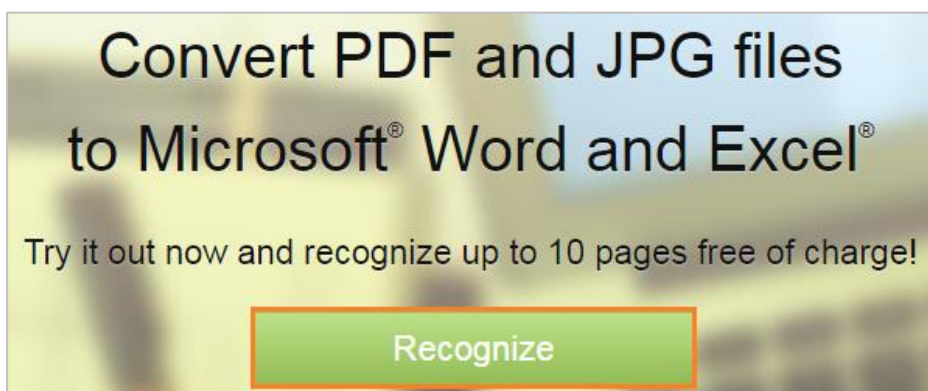 Convert PDF and JPG files
to Microsoft® Word and Excel®
Try it out now and recognize up to 10 pages free of charge!
Recognize